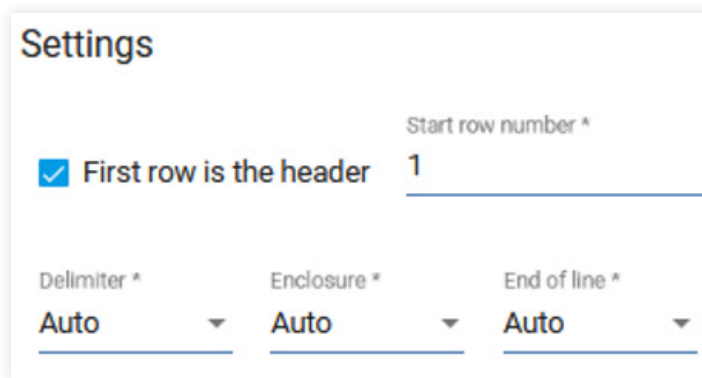 Settings
Start row number *
First row is the header
1
Delimiter *
Enclosure *
End of line *
Auto
Auto
Auto